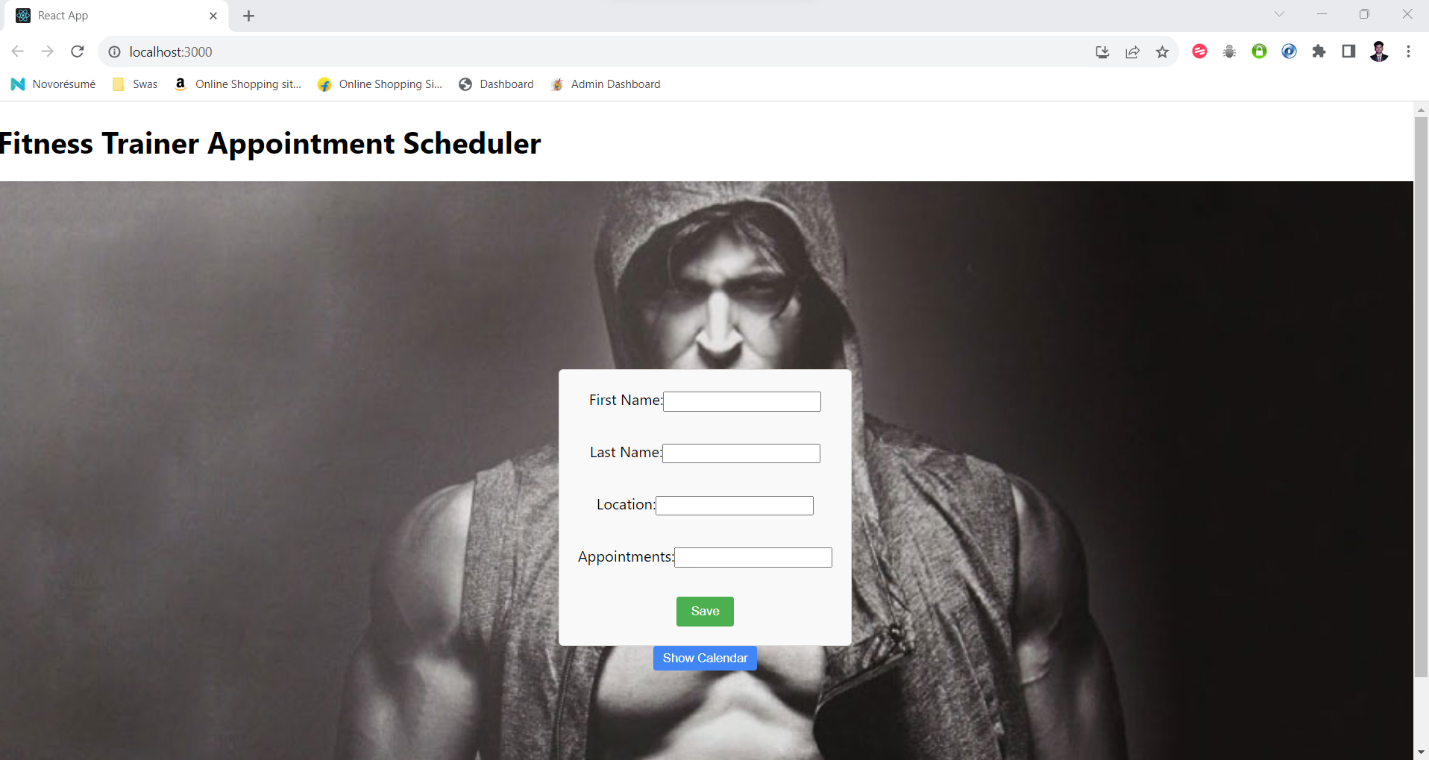 React App
localhost:3000
Novorésumé Swas Online Shopping sit... Online Shopping Si... Dashboard Admin Dashboard
Fitness Trainer Appointment Scheduler
First Name:
Last Name:
Location:
Appointments:
Save
Show Calendar